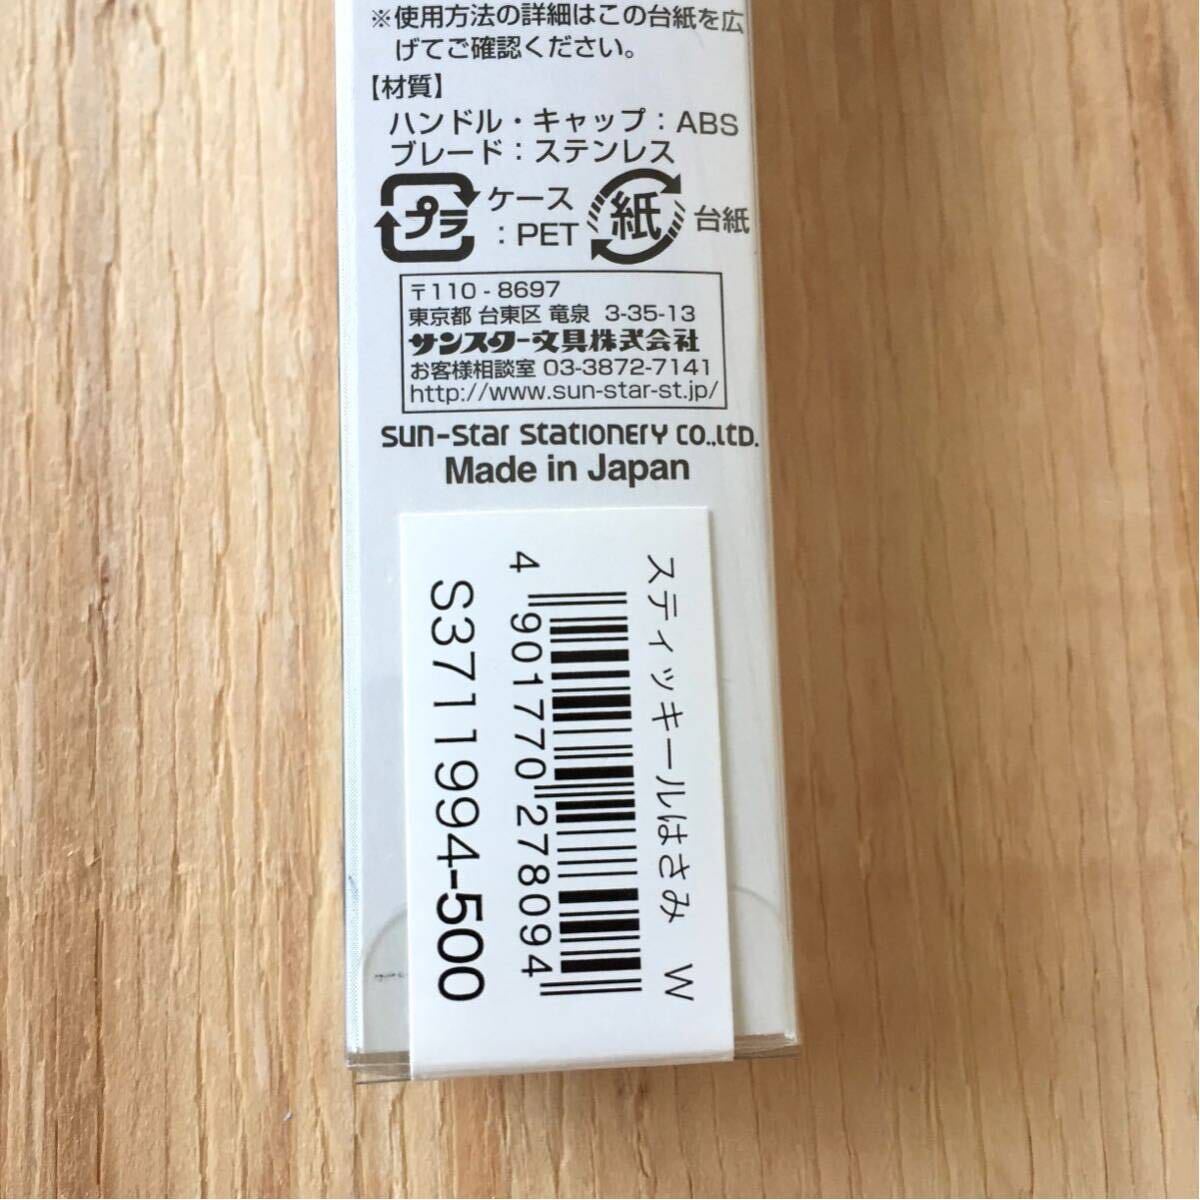 ※使用方法の詳細はこの台紙を広
げてご確認ください。
【材質】
ハンドル・キャップ：ABS
ブレード：ステンレス
プラ
ケース
：PET
紙
台紙
〒110-8697
東京都 台東区 竜泉 3-35-13
サンスター文具株式会社
お客様相談室 03-3872-7141
http://www.sun-star-st.jp/
sun-star stationery co.,ltd.
Made in Japan
スティッキールはさみ W
4 901770 278094
S3711994-500